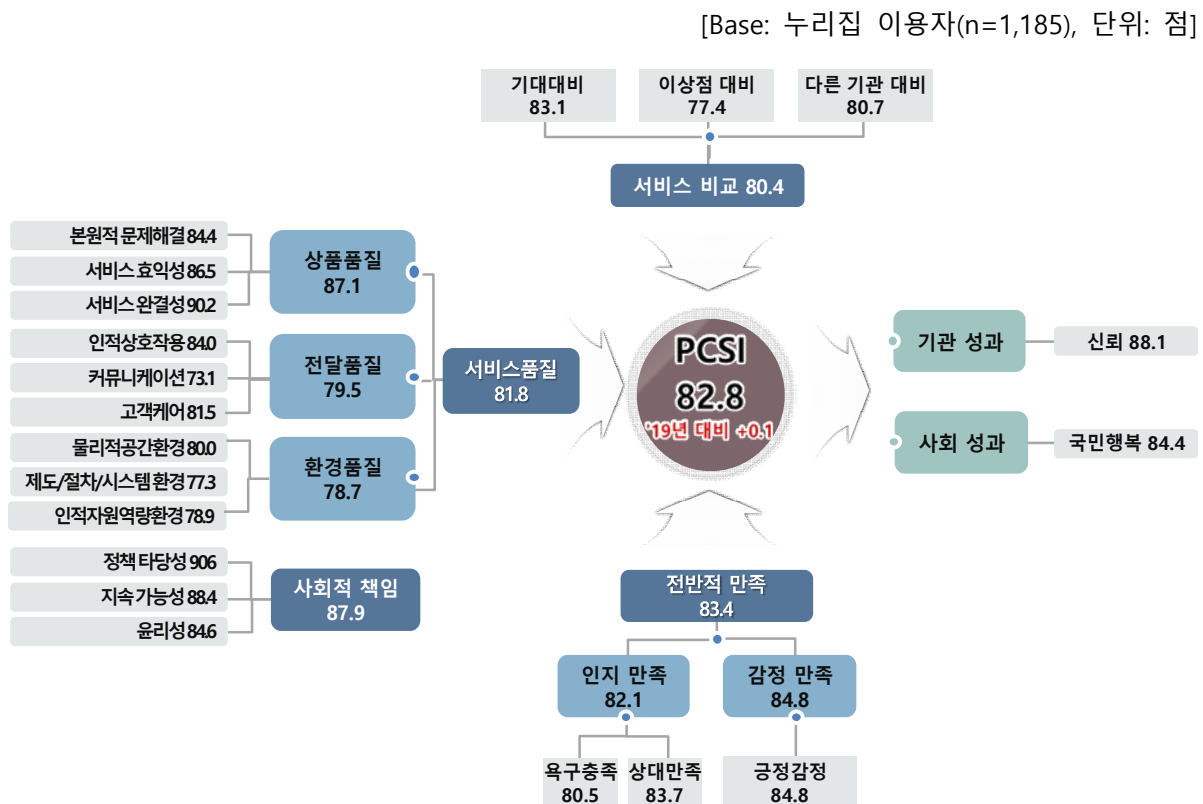 [Base: 누리집 이용자(n=1,185), 단위: 점]
기대대비
83.1
이상점 대비
77.4
다른 기관 대비
80.7
서비스 비교 80.4
본원적 문제해결 84.4
서비스 효익성 86.5
서비스 완결성 90.2
상품품질
87.1
인적상호작용 84.0
커뮤니케이션 73.1
고객케어 81.5
전달품질
79.5
물리적공간환경 80.0
제도/절차/시스템 환경 77.3
인적자원역량환경 78.9
환경품질
78.7
서비스품질
81.8
정책 타당성 906
지속 가능성 88.4
윤리성 84.6
사회적 책임
87.9
PCSI
82.8
'19년 대비 +0.1
기관 성과
신뢰 88.1
사회 성과
국민행복 84.4
전반적 만족
83.4
인지 만족
82.1
감정 만족
84.8
욕구충족
80.5
상대만족
83.7
긍정감정
84.8